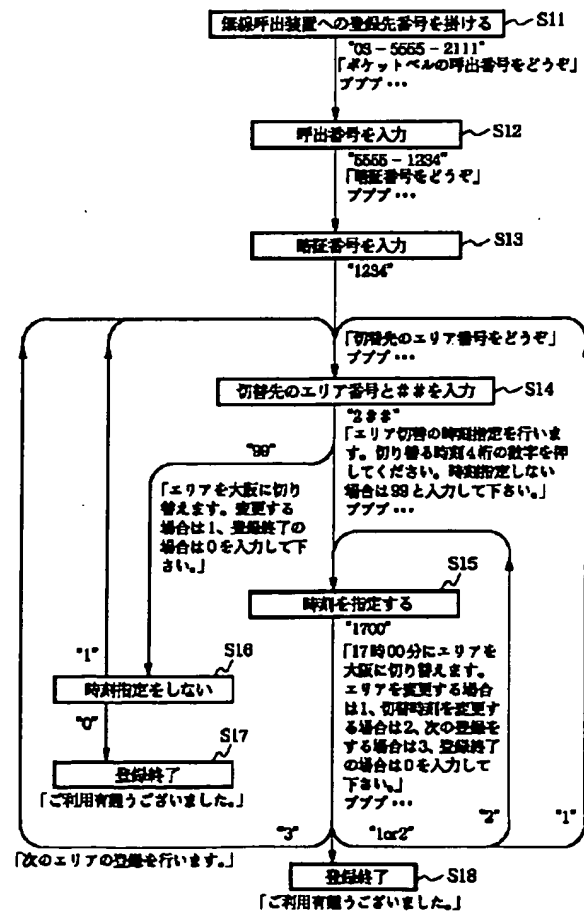 無線呼出装置への登録先番号を掛ける
S11
"03-5555-2111"
「ポケットベルの呼出番号をどうぞ」
プププ・・・
呼出番号を入力
S12
"5555-1234"
「暗証番号をどうぞ」
プププ・・・
暗証番号を入力
S13
"1234"
「切替先のエリア番号をどうぞ」
プププ・・・
切替先のエリア番号と##を入力
S14
"2##"
「エリア切替の時刻指定を行いま
す。切り替る時刻4桁の数字を押
してください。時刻指定しない
場合は99と入力して下さい。」
プププ・・・
"99"
「エリアを大阪に切り
替えます。変更する
場合は1、登録終了の
場合は0を入力して下
さい。」
S15
時刻を指定する
"1700"
「17時00分にエリアを
大阪に切り替えます。
エリアを変更する場合
は1、切替時刻を変更す
る場合は2、次の登録を
する場合は3、登録終了
の場合は0を入力して
下さい。」
プププ・・・
"1"
S16
時刻指定をしない
"0"
S17
登録終了
「ご利用有難うございました。」
"3"
"1or2"
"2"
"1"
「次のエリアの登録を行います。」
登録終了
S18
「ご利用有難うございました。」